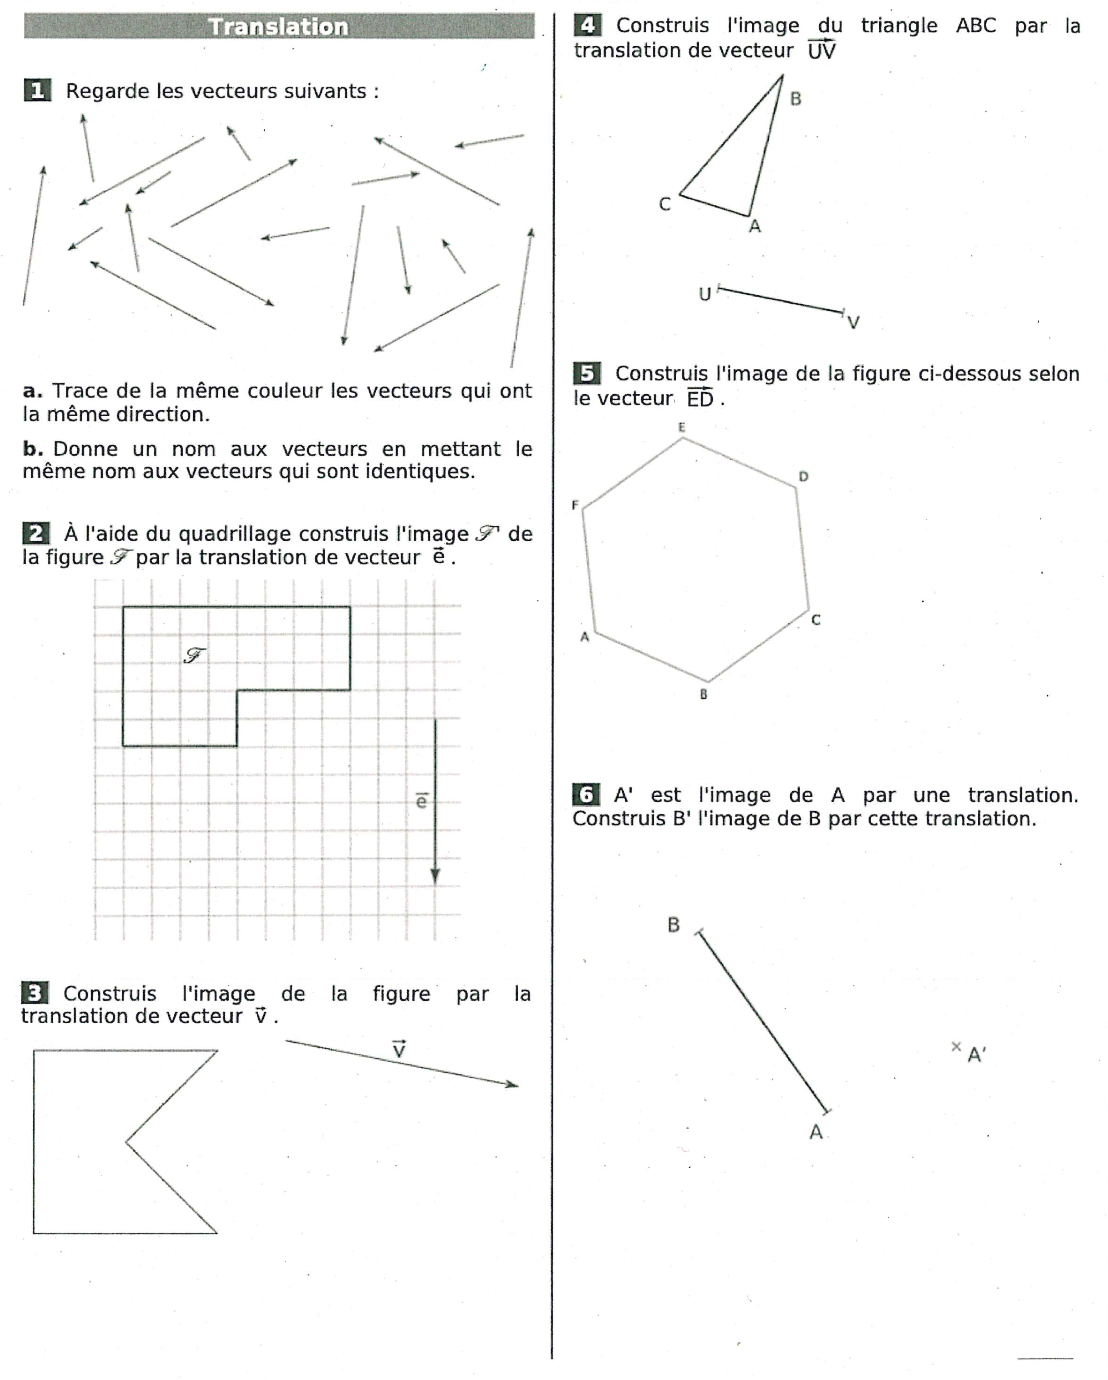 Translation
1 Regarde les vecteurs suivants :
a. Trace de la même couleur les vecteurs qui ont
la même direction.
b. Donne un nom aux vecteurs en mettant le
même nom aux vecteurs qui sont identiques.
2 À l'aide du quadrillage construis l'image ℱ' de
la figure ℱ par la translation de vecteur e⃗ .
ℱ
e⃗
3 Construis l'image de la figure par la
translation de vecteur v⃗ .
v⃗
4 Construis l'image du triangle ABC par la
translation de vecteur UV
B
C
A
U
V
5 Construis l'image de la figure ci-dessous selon
le vecteur ED .
E
D
F
C
A
B
6 A' est l'image de A par une translation.
Construis B' l'image de B par cette translation.
B
A'
A